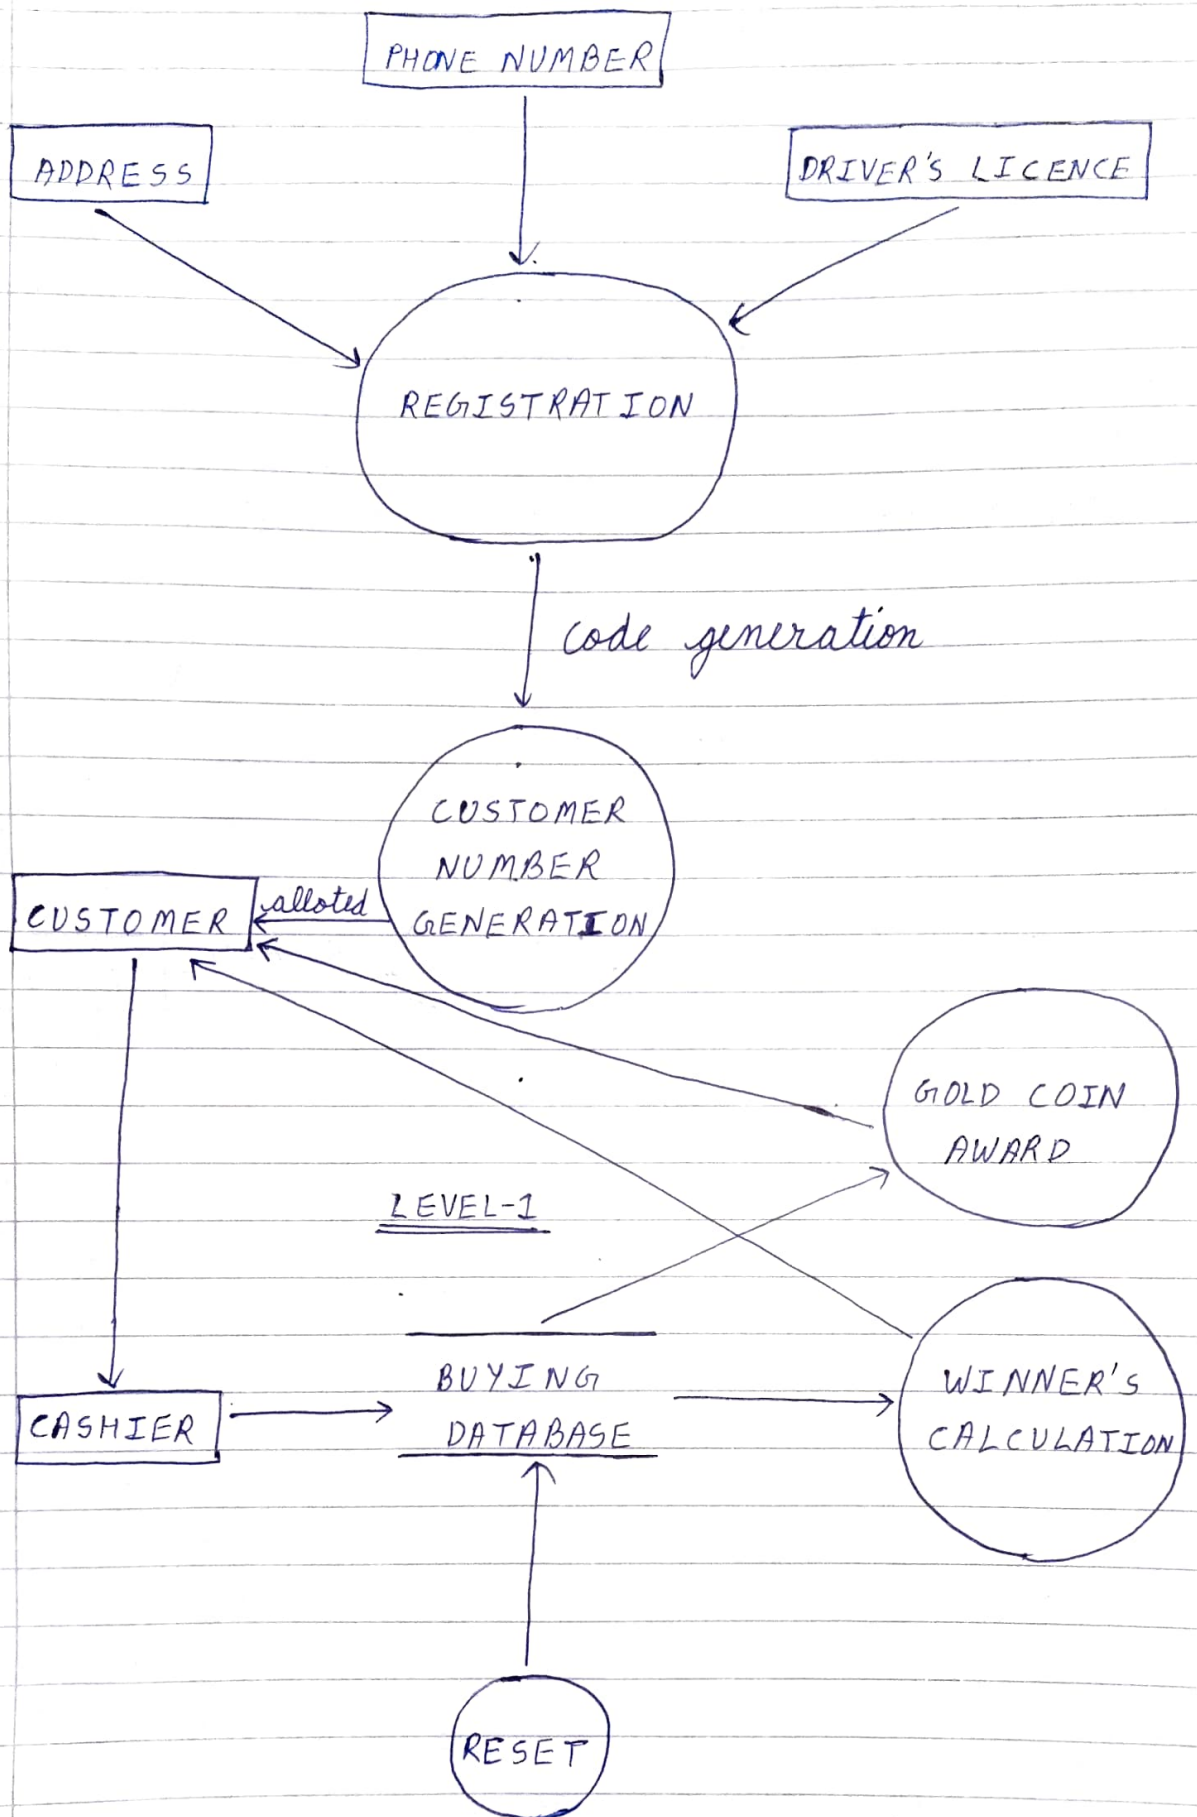 PHONE NUMBER
ADDRESS
DRIVER'S LICENCE
REGISTRATION
code generation
CUSTOMER
NUMBER
GENERATION
alloted
CUSTOMER
GOLD COIN
AWARD
LEVEL-1
BUYING
DATABASE
WINNER'S
CALCULATION
CASHIER
RESET